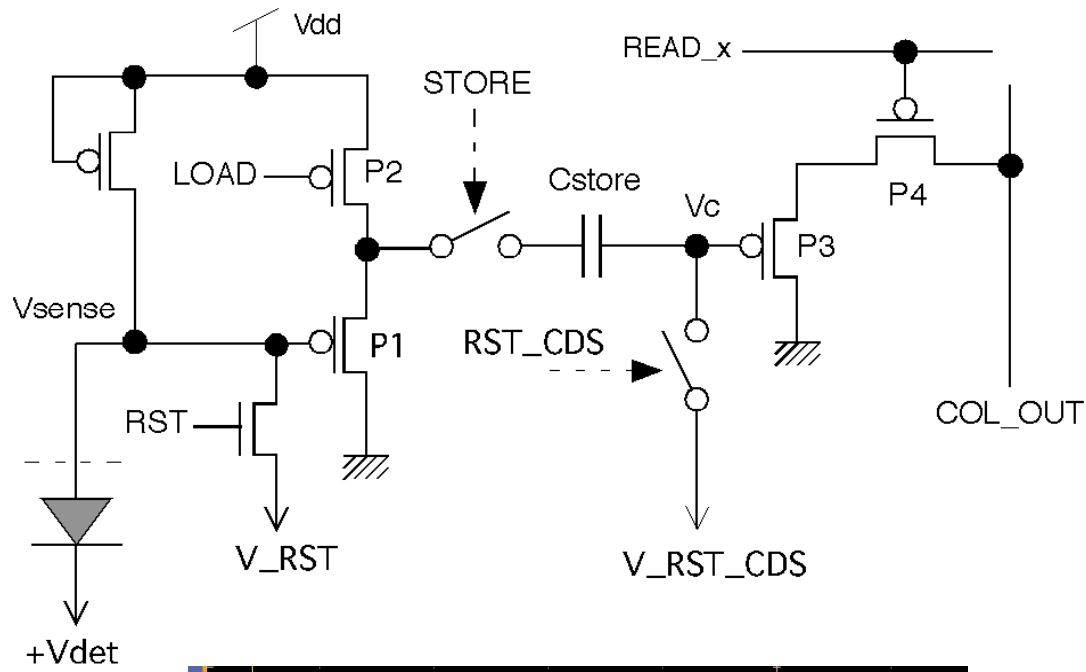 Vdd
READ_x
STORE
LOAD
P2
Cstore
Vc
P4
P3
Vsense
P1
RST_CDS
RST
COL_OUT
V_RST
V_RST_CDS
+Vdet